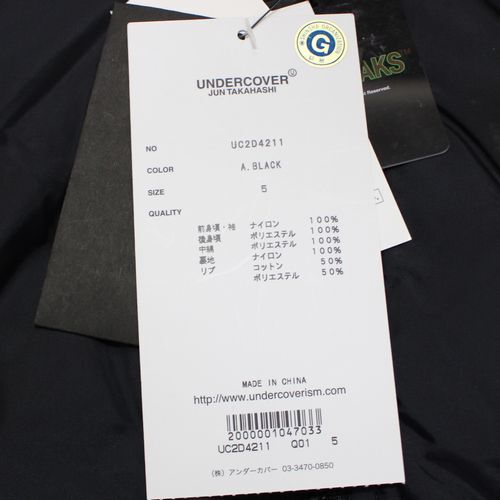 UNDERCOVER
JUN TAKAHASHI
NO UC2D4211
COLOR A.BLACK
SIZE 5
QUALITY
前身頃・袖 ナイロン 100%
後身頃 ポリエステル 100%
中綿 ポリエステル 100%
裏地 ナイロン 100%
リブ コットン 50%
ポリエステル 50%
MADE IN CHINA
http://www.undercoverism.com
2000001047033
UC2D4211 Q01 5
(株) アンダーカバー 03-3470-0850
G
AKS™
Reserved.